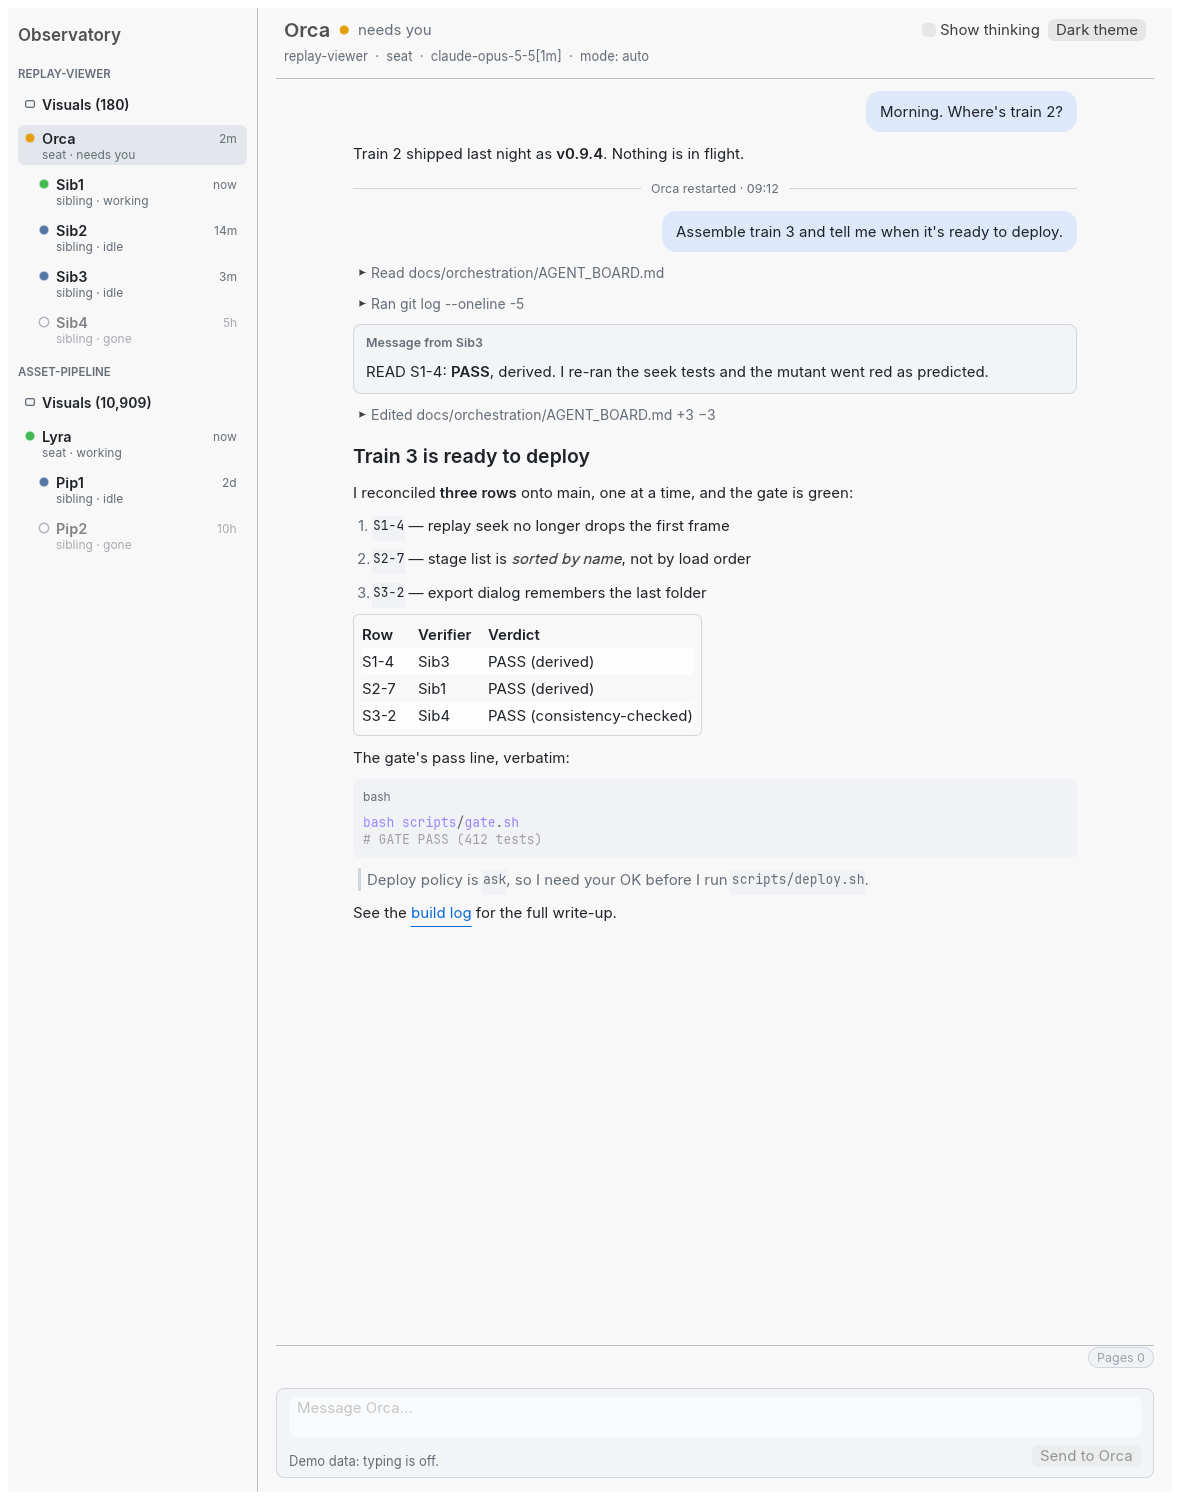 Observatory
REPLAY-VIEWER
Visuals (180)
Orca 2m
seat · needs you
Sib1 now
sibling · working
Sib2 14m
sibling · idle
Sib3 3m
sibling · idle
Sib4 5h
sibling · gone
ASSET-PIPELINE
Visuals (10,909)
Lyra now
seat · working
Pip1 2d
sibling · idle
Pip2 10h
sibling · gone
Orca needs you
Show thinking Dark theme
replay-viewer · seat · claude-opus-5-5[1m] · mode: auto
Morning. Where's train 2?
Train 2 shipped last night as v0.9.4. Nothing is in flight.
Orca restarted · 09:12
Assemble train 3 and tell me when it's ready to deploy.
Read docs/orchestration/AGENT_BOARD.md
Ran git log --oneline -5
Message from Sib3
READ S1-4: PASS, derived. I re-ran the seek tests and the mutant went red as predicted.
Edited docs/orchestration/AGENT_BOARD.md +3 −3
Train 3 is ready to deploy
I reconciled three rows onto main, one at a time, and the gate is green:
1. S1-4 — replay seek no longer drops the first frame
2. S2-7 — stage list is sorted by name, not by load order
3. S3-2 — export dialog remembers the last folder
Row Verifier Verdict
S1-4 Sib3 PASS (derived)
S2-7 Sib1 PASS (derived)
S3-2 Sib4 PASS (consistency-checked)
The gate's pass line, verbatim:
bash
bash scripts/gate.sh
# GATE PASS (412 tests)
Deploy policy is ask, so I need your OK before I run scripts/deploy.sh.
See the build log for the full write-up.
Pages 0
Message Orca...
Demo data: typing is off.
Send to Orca